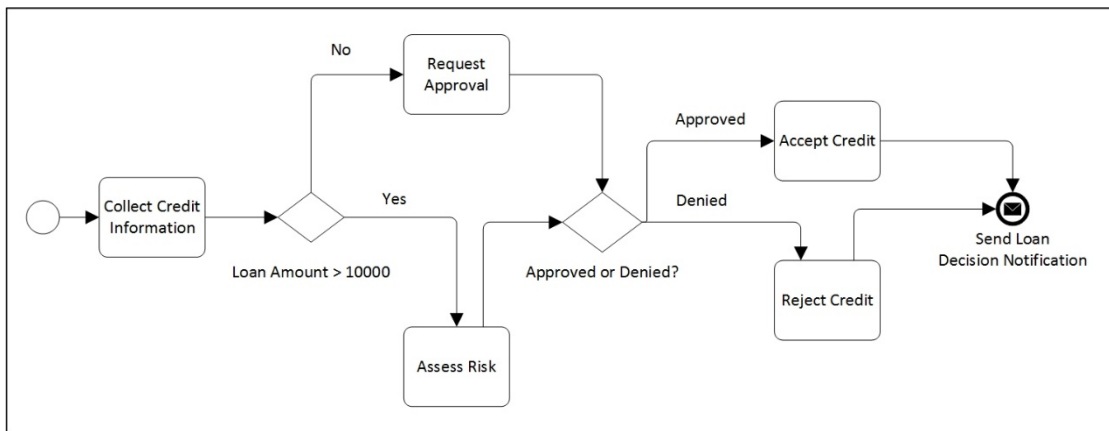 No
Request
Approval
Approved
Accept Credit
Collect Credit
Information
Yes
Denied
Loan Amount > 10000
Approved or Denied?
Send Loan
Decision Notification
Reject Credit
Assess Risk